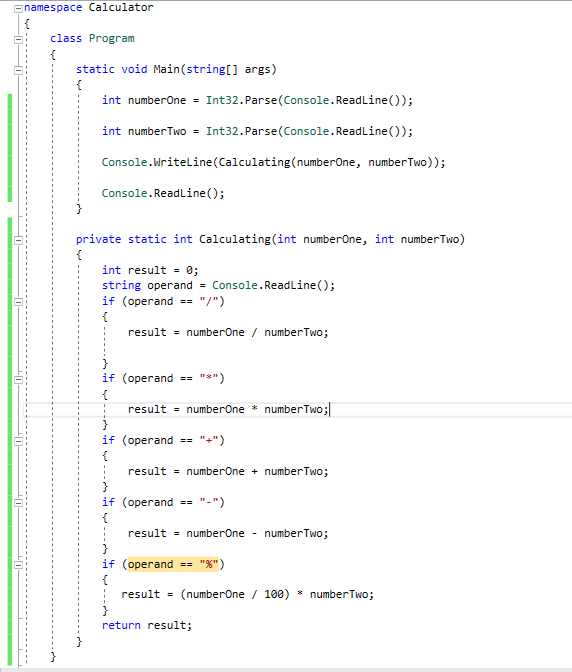 namespace Calculator
{
class Program
{
static void Main(string[] args)
{
int numberOne = Int32.Parse(Console.ReadLine());
int numberTwo = Int32.Parse(Console.ReadLine());
Console.WriteLine(Calculating(numberOne, numberTwo));
Console.ReadLine();
}
private static int Calculating(int numberOne, int numberTwo)
{
int result = 0;
string operand = Console.ReadLine();
if (operand == "/")
{
result = numberOne / numberTwo;
}
if (operand == "*")
{
result = numberOne * numberTwo;
}
if (operand == "+")
{
result = numberOne + numberTwo;
}
if (operand == "-")
{
result = numberOne - numberTwo;
}
if (operand == "%")
{
result = (numberOne / 100) * numberTwo;
}
return result;
}
}